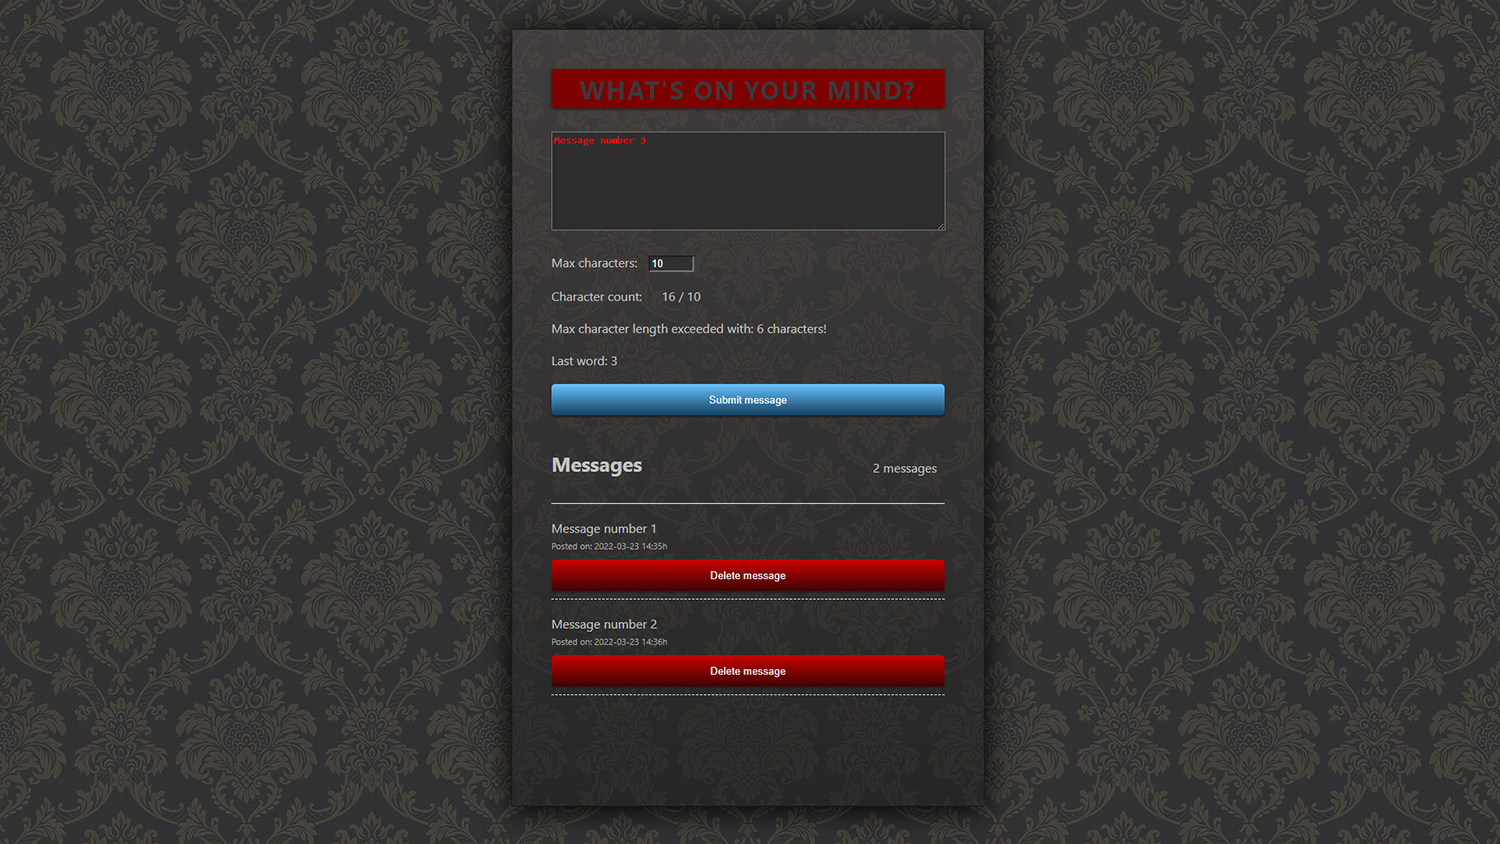 WHAT'S ON YOUR MIND?
Message number 3
Max characters: 10
Character count: 16 / 10
Max character length exceeded with: 6 characters!
Last word: 3
Submit message
Messages 2 messages
Message number 1
Posted on: 2022-03-23 14:35h
Delete message
Message number 2
Posted on: 2022-03-23 14:36h
Delete message